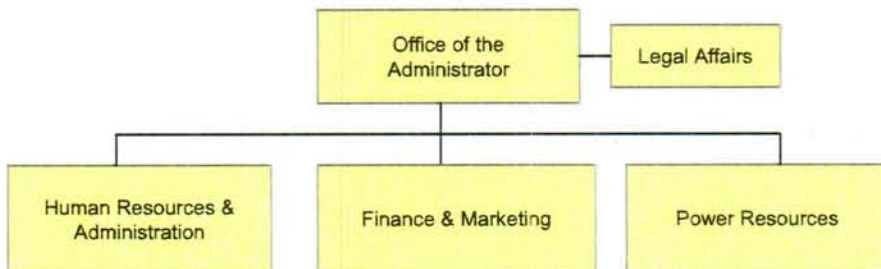 Office of the
Administrator
Legal Affairs
Human Resources &
Administration
Finance & Marketing
Power Resources